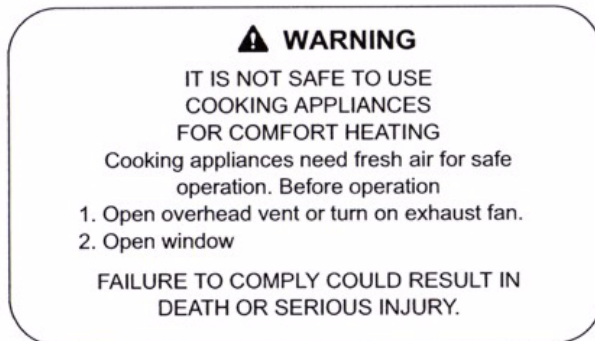 WARNING
IT IS NOT SAFE TO USE
COOKING APPLIANCES
FOR COMFORT HEATING
Cooking appliances need fresh air for safe
operation. Before operation
1. Open overhead vent or turn on exhaust fan.
2. Open window
FAILURE TO COMPLY COULD RESULT IN
DEATH OR SERIOUS INJURY.